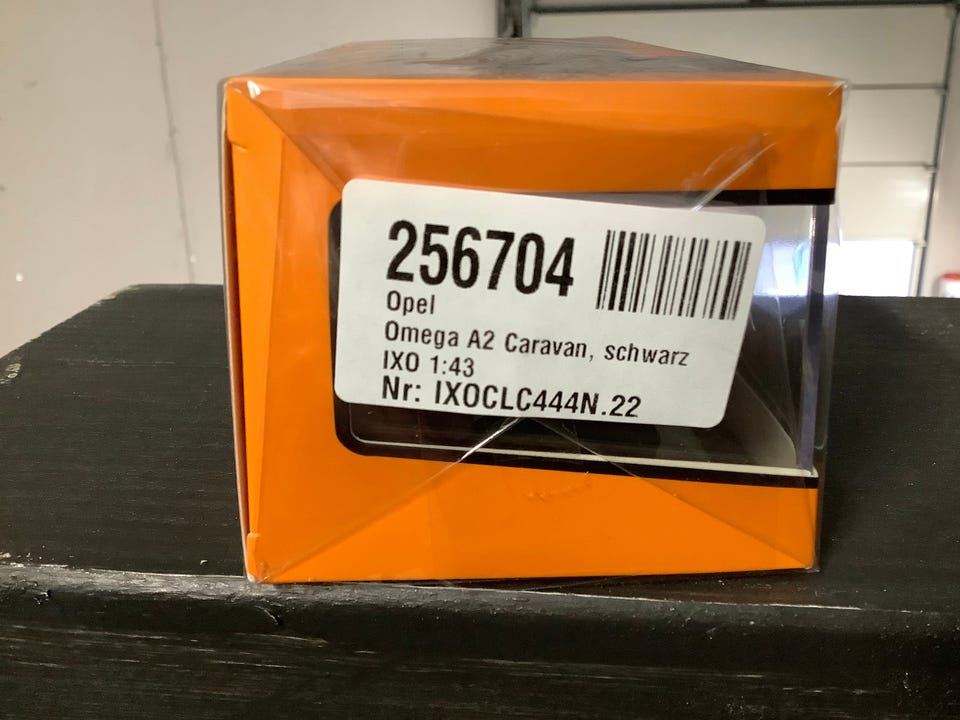 256704
Opel
Omega A2 Caravan, schwarz
IXO 1:43
Nr: IXOCLC444N.22